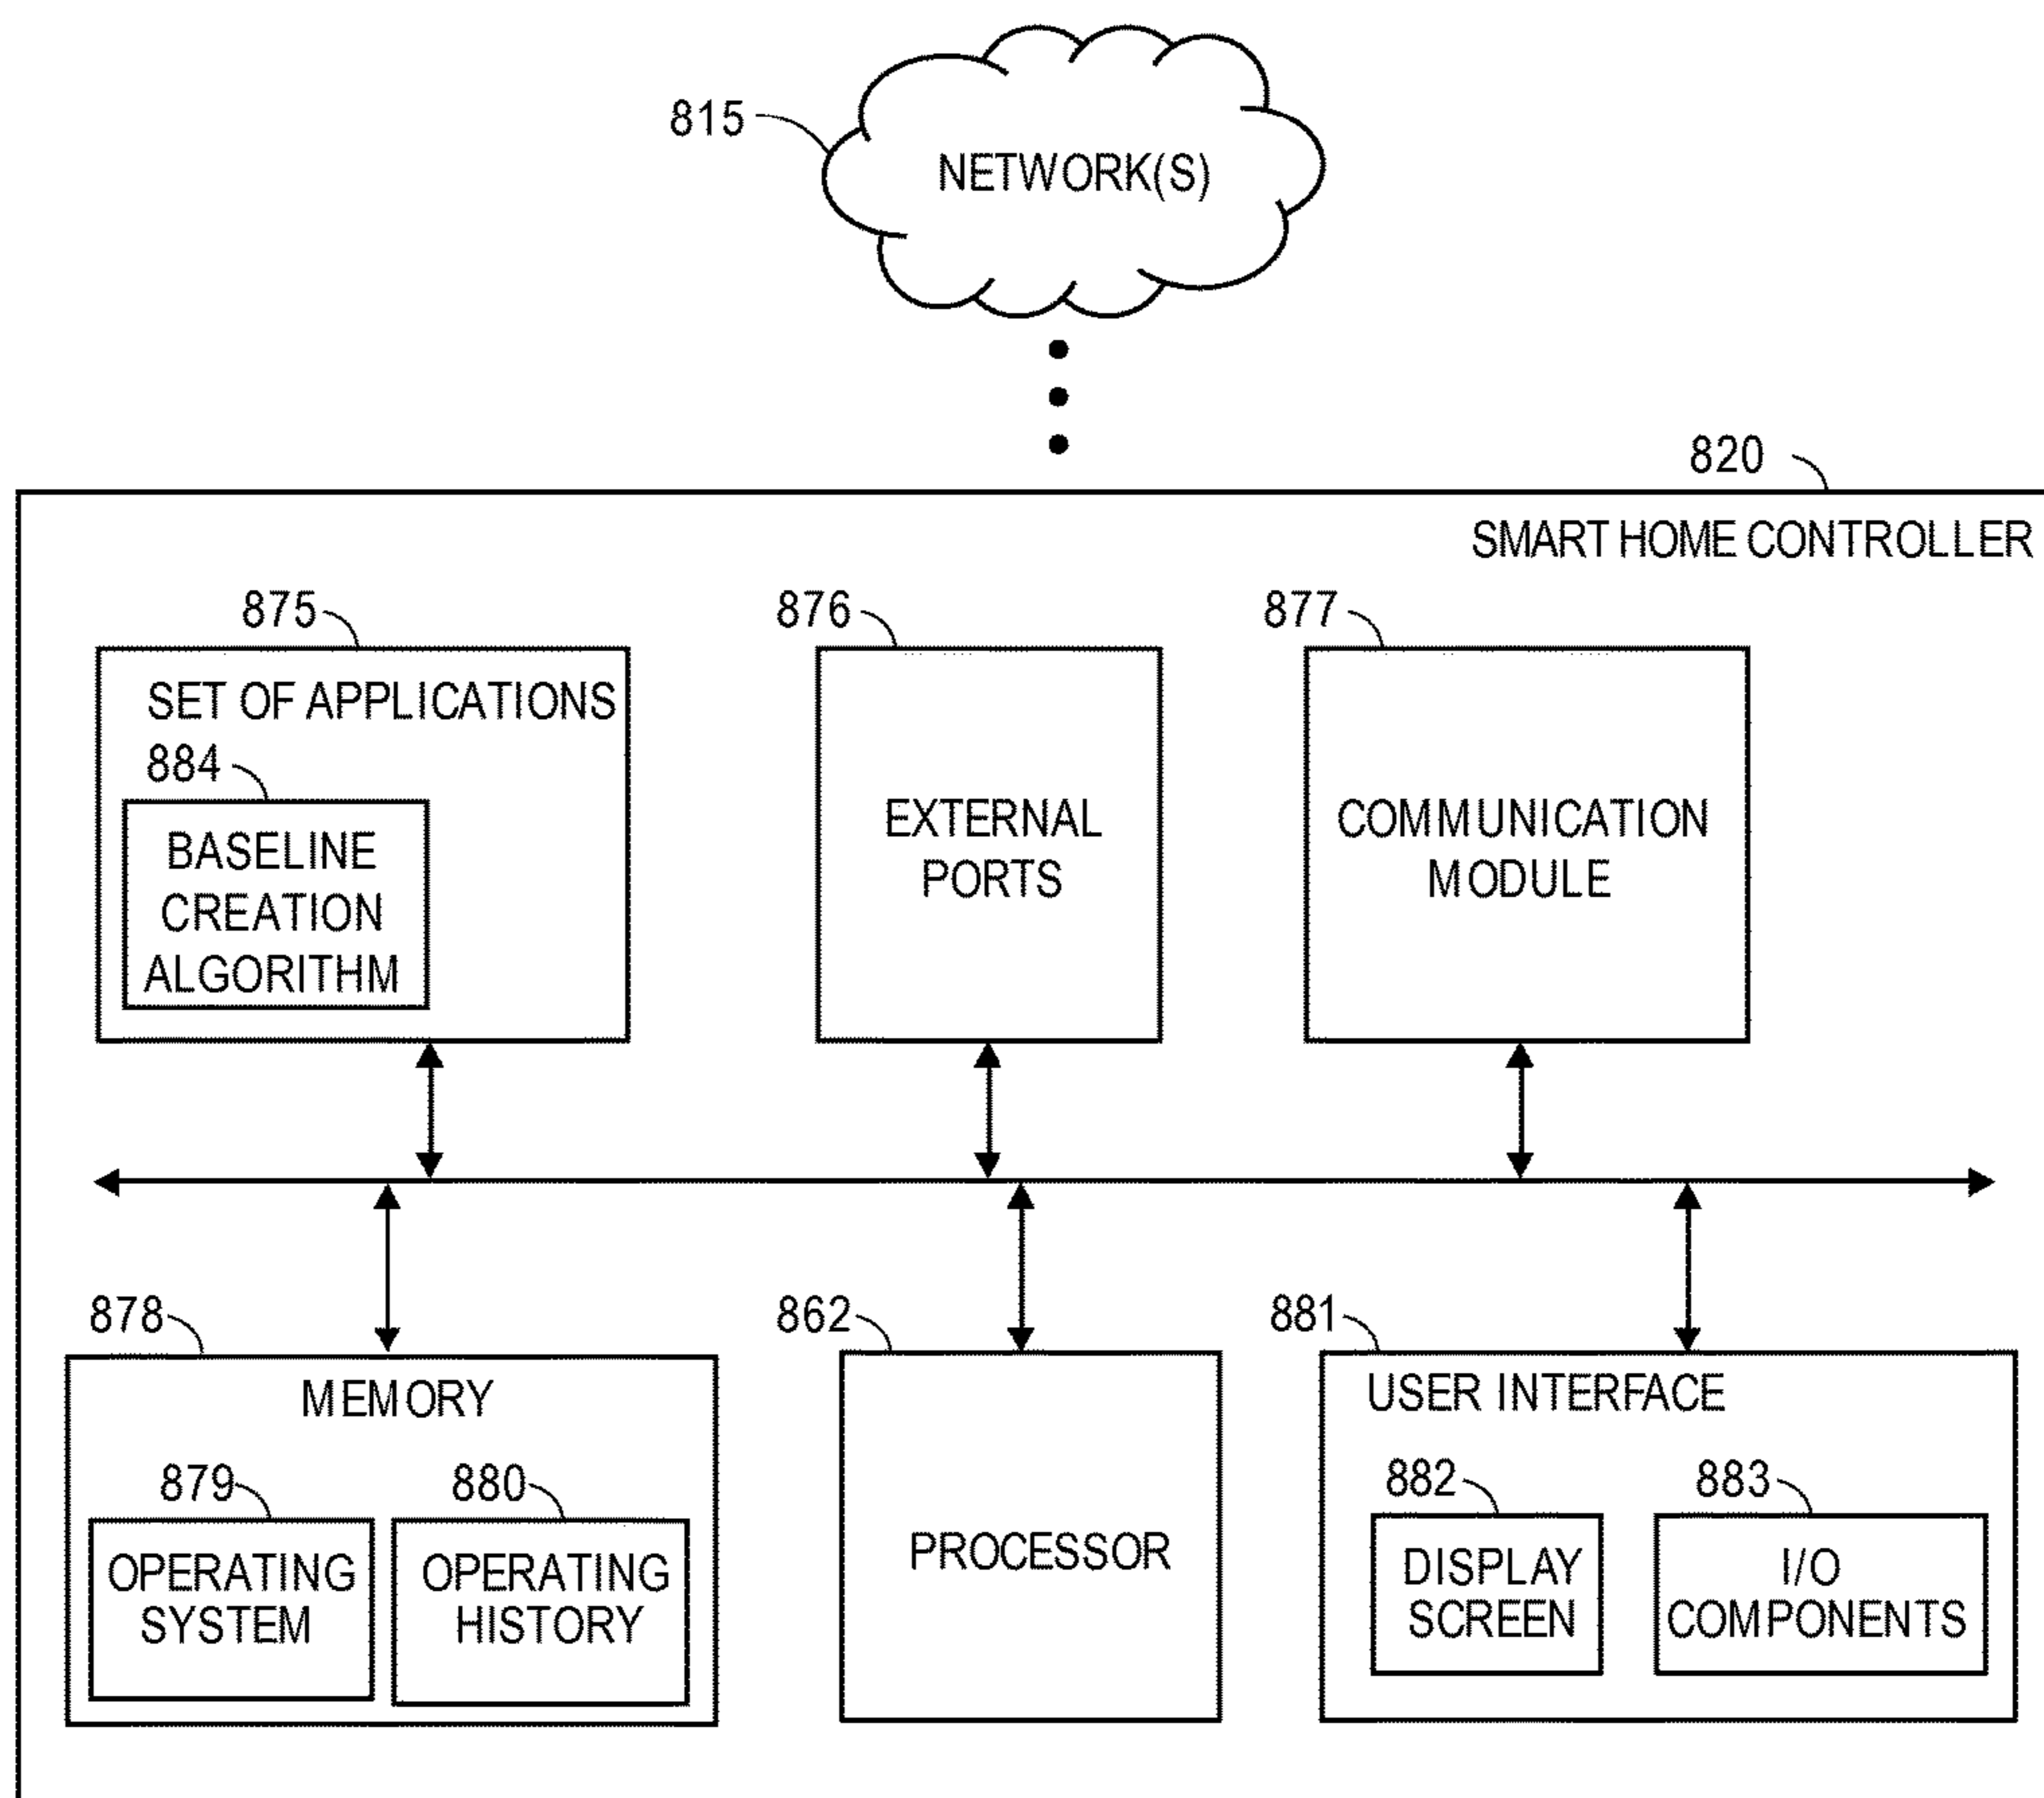 815
NETWORK(S)
820
SMART HOME CONTROLLER
875
876
877
SET OF APPLICATIONS
884
BASELINE
CREATION
ALGORITHM
EXTERNAL
PORTS
COMMUNICATION
MODULE
878
862
881
MEMORY
879
880
OPERATING
SYSTEM
OPERATING
HISTORY
PROCESSOR
USER INTERFACE
882
883
DISPLAY
SCREEN
I/O
COMPONENTS